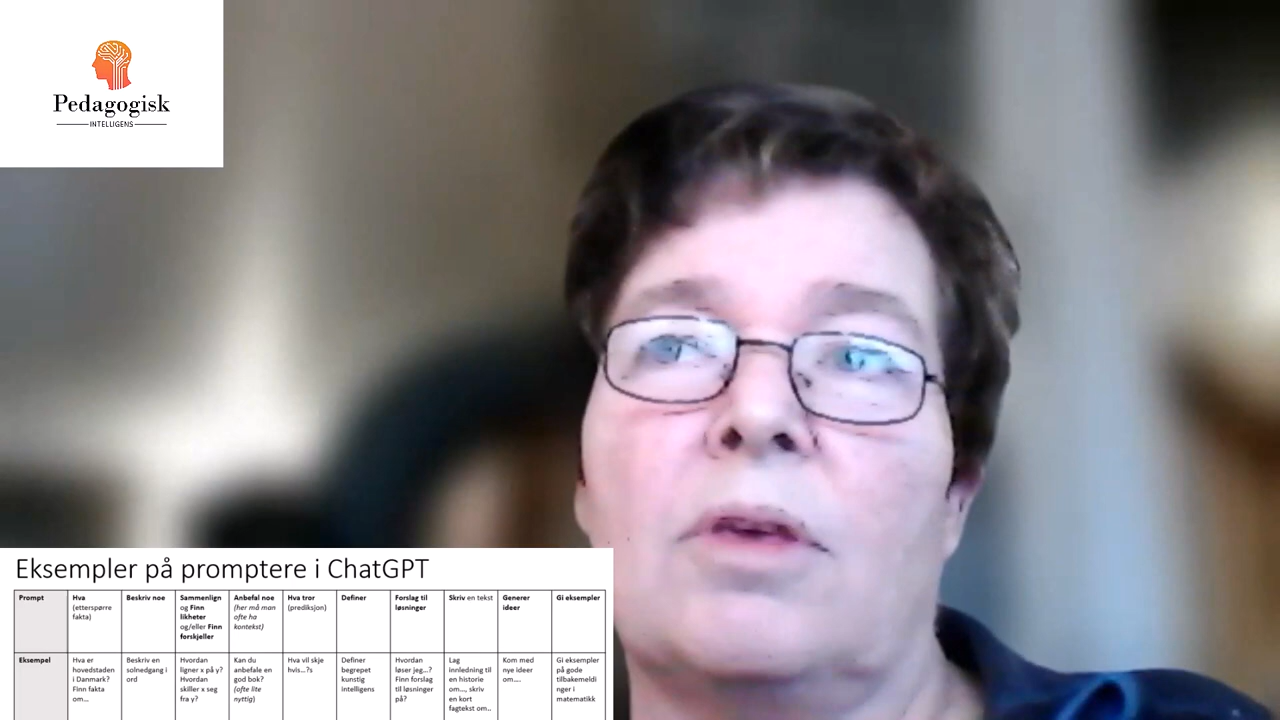 Pedagogisk
INTELLIGENS
Eksempler på promptere i ChatGPT
Prompt
Hva
(etterspørre
fakta)
Beskriv noe
Sammenlign
og Finn
likheter
og/eller Finn
forskjeller
Anbefal noe
(her må man
ofte ha
kontekst)
Hva tror
(prediksjon)
Definer
Forslag til
løsninger
Skriv en tekst
Generer
ideer
Gi eksempler
Eksempel
Hva er
hovedstaden
i Danmark?
Finn fakta
om…
Beskriv en
solnedgang i
ord
Hvordan
ligner x på y?
Hvordan
skiller x seg
fra y?
Kan du
anbefale en
god bok?
(ofte lite
nyttig)
Hva vil skje
hvis…?s
Definer
begrepet
kunstig
intelligens
Hvordan
løser jeg…?
Finn forslag
til løsninger
på?
Lag
innledning til
en historie
om…, skriv
en kort
fagtekst om..
Kom med
nye ideer
om….
Gi eksempler
på gode
tilbakemeldi
nger i
matematikk